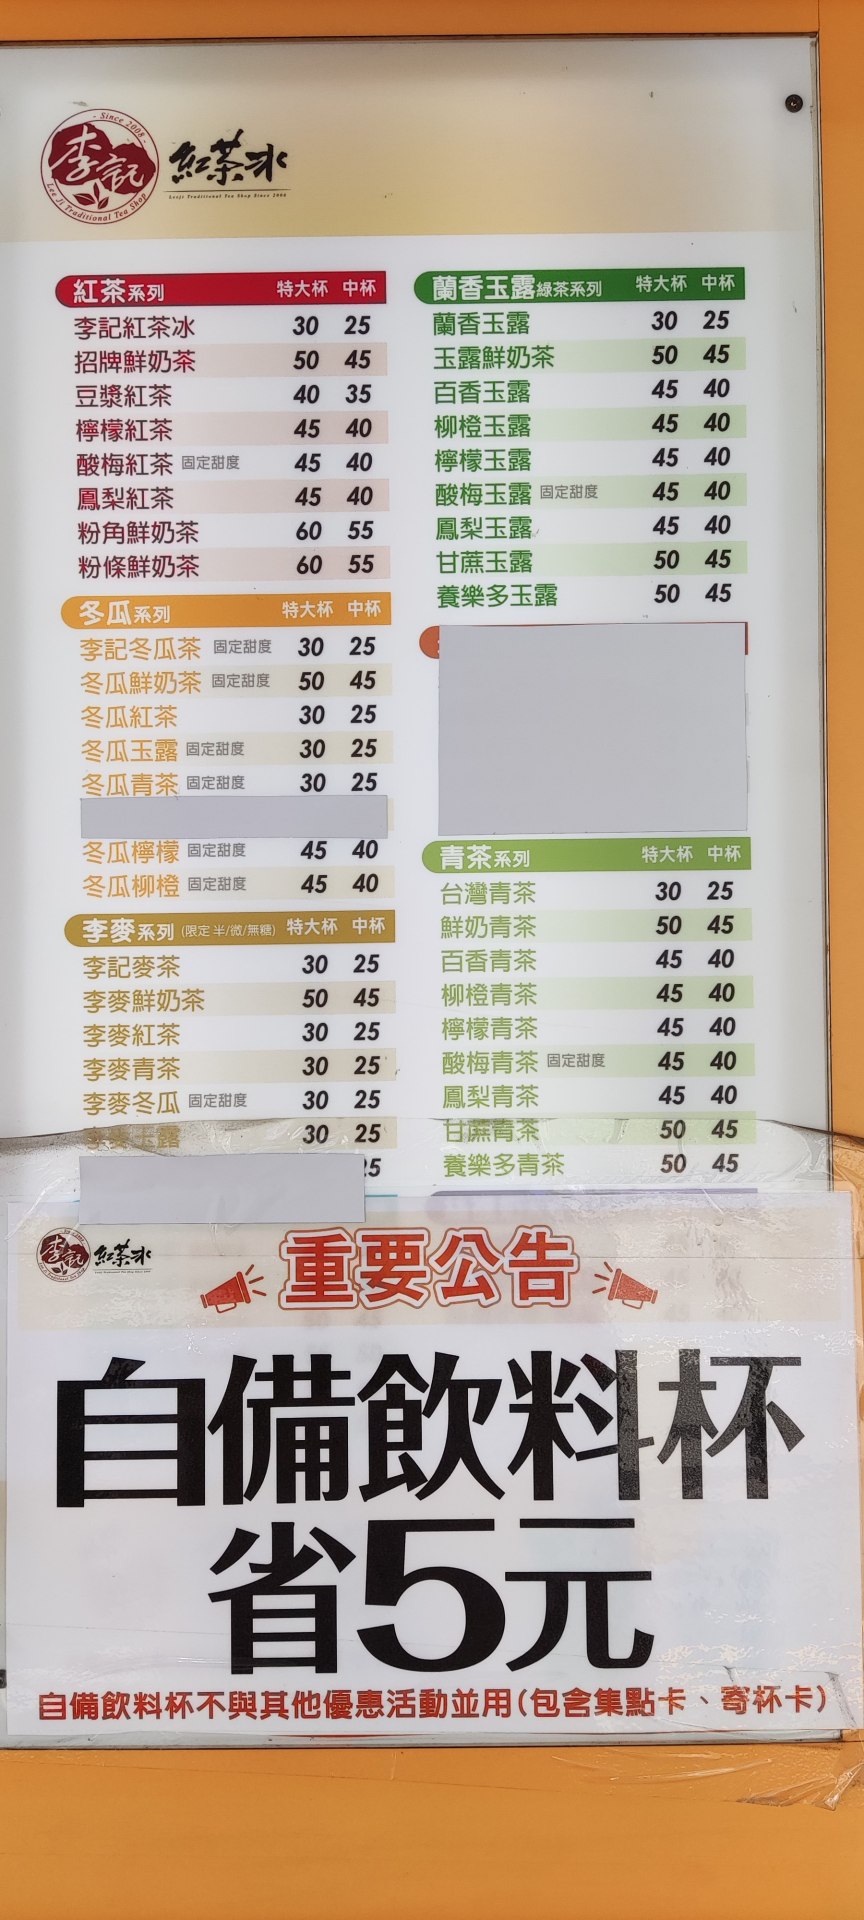 - Since 2008 -
李記
Lee Ji Traditional Tea Shop
紅茶冰
Leeji Traditional Tea Shop Since 2008
紅茶系列 特大杯 中杯
李記紅茶冰 30 25
招牌鮮奶茶 50 45
豆漿紅茶 40 35
檸檬紅茶 45 40
酸梅紅茶 固定甜度 45 40
鳳梨紅茶 45 40
粉角鮮奶茶 60 55
粉條鮮奶茶 60 55
冬瓜系列 特大杯 中杯
李記冬瓜茶 固定甜度 30 25
冬瓜鮮奶茶 固定甜度 50 45
冬瓜紅茶 30 25
冬瓜玉露 固定甜度 30 25
冬瓜青茶 固定甜度 30 25
冬瓜檸檬 固定甜度 45 40
冬瓜柳橙 固定甜度 45 40
李麥系列 (限定 半/微/無糖) 特大杯 中杯
李記麥茶 30 25
李麥鮮奶茶 50 45
李麥紅茶 30 25
李麥青茶 30 25
李麥冬瓜 固定甜度 30 25
李麥玉露 30 25
25
蘭香玉露綠茶系列 特大杯 中杯
蘭香玉露 30 25
玉露鮮奶茶 50 45
百香玉露 45 40
柳橙玉露 45 40
檸檬玉露 45 40
酸梅玉露 固定甜度 45 40
鳳梨玉露 45 40
甘蔗玉露 50 45
養樂多玉露 50 45
青茶系列 特大杯 中杯
台灣青茶 30 25
鮮奶青茶 50 45
百香青茶 45 40
柳橙青茶 45 40
檸檬青茶 45 40
酸梅青茶 固定甜度 45 40
鳳梨青茶 45 40
甘蔗青茶 50 45
養樂多青茶 50 45
李記 紅茶冰
重要公告
自備飲料杯
省5元
自備飲料杯不與其他優惠活動並用(包含集點卡、寄杯卡)